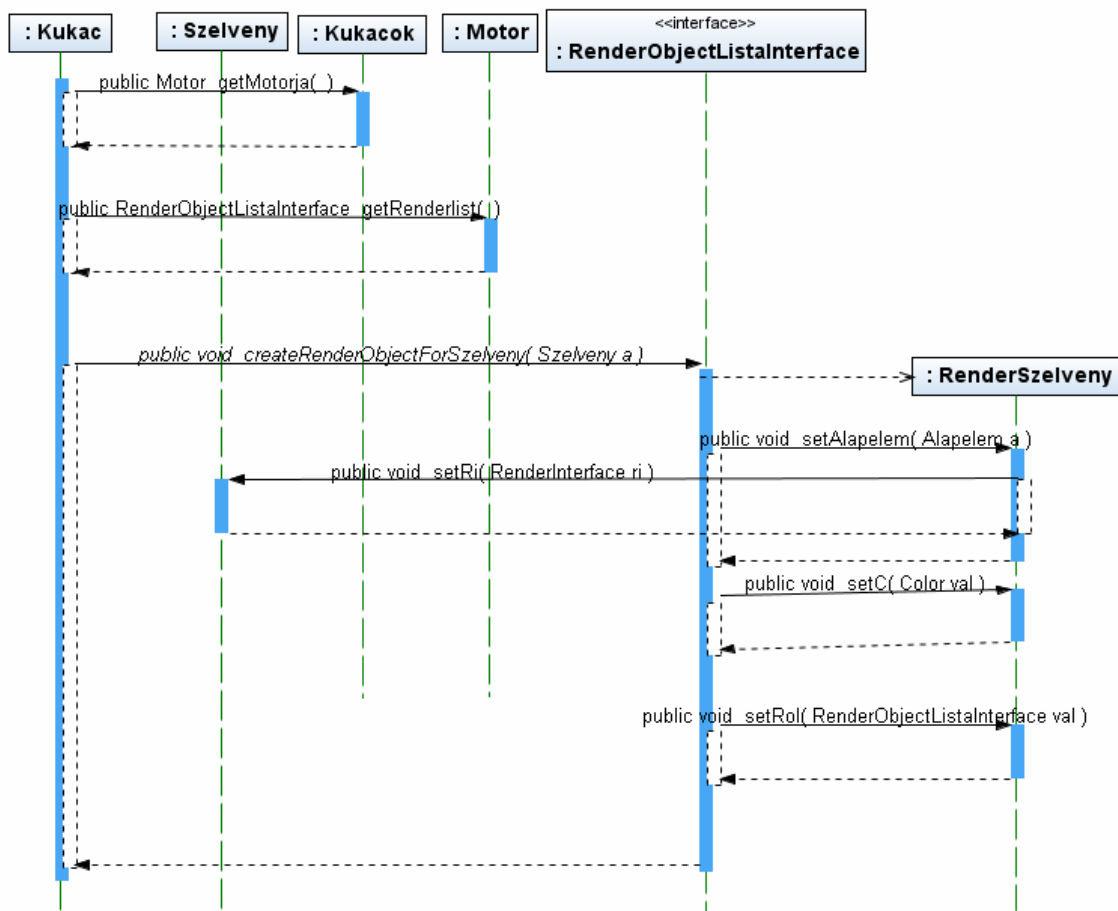 : Kukac
: Szelveny
: Kukacok
: Motor
<<interface>>
: RenderObjectListaInterface
public Motor getMotorja( )
public RenderObjectListaInterface getRenderlist( )
public void createRenderObjectForSzelveny( Szelveny a )
: RenderSzelveny
public void setAlapelem( Alapelem a )
public void setRi( RenderInterface ri )
public void setC( Color val )
public void setRol( RenderObjectListaInterface val )